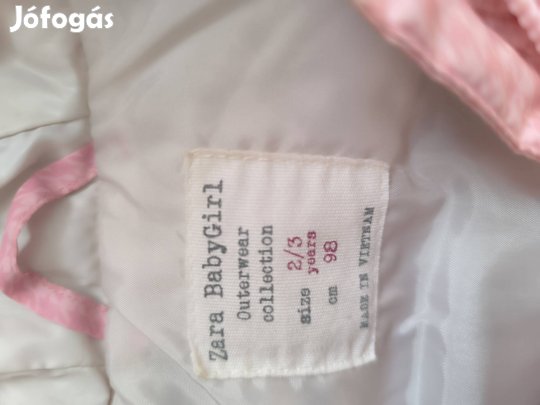 Jófogás
Zara BabyGirl
Outerwear
collection
size 2/3
years
cm 98
MADE IN VIETNAM